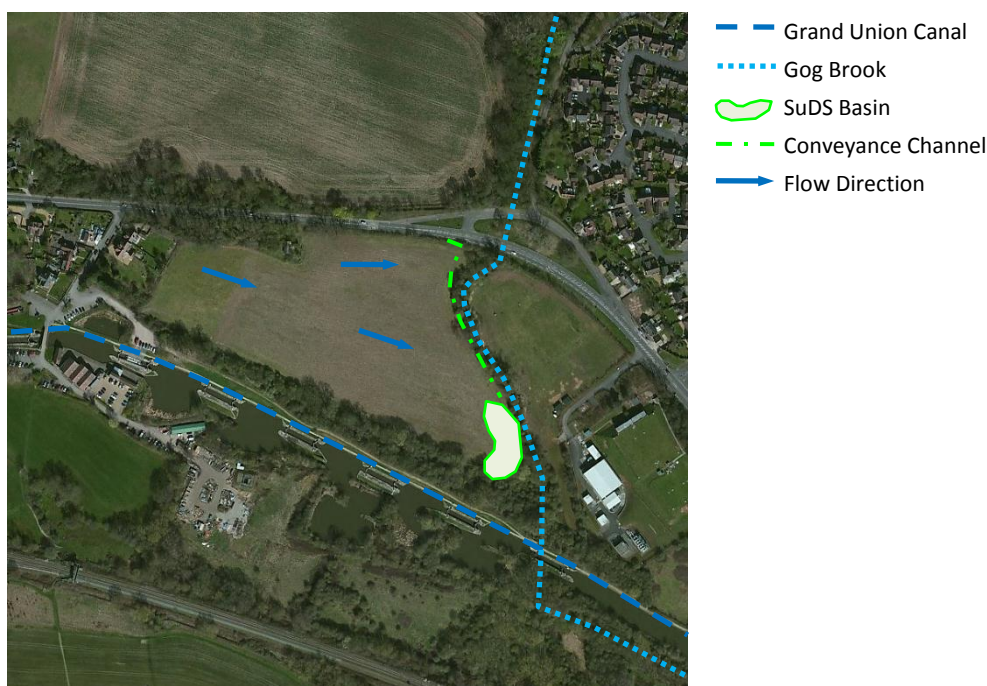 Grand Union Canal
Gog Brook
SuDS Basin
Conveyance Channel
Flow Direction